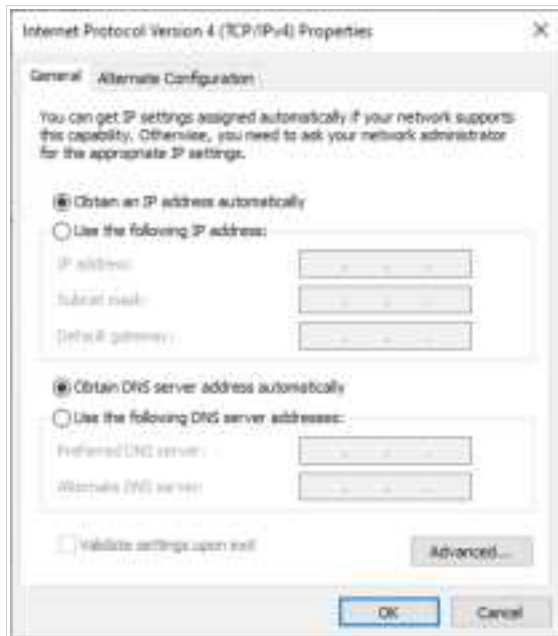 Internet Protocol Version 4 (TCP/IPv4) Properties
General Alternate Configuration
You can get IP settings assigned automatically if your network supports
this capability. Otherwise, you need to ask your network administrator
for the appropriate IP settings.
Obtain an IP address automatically
Use the following IP address:
IP address:
Subnet mask:
Default gateway:
Obtain DNS server address automatically
Use the following DNS server addresses:
Preferred DNS server:
Alternate DNS server:
Validate settings upon exit
Advanced...
OK Cancel